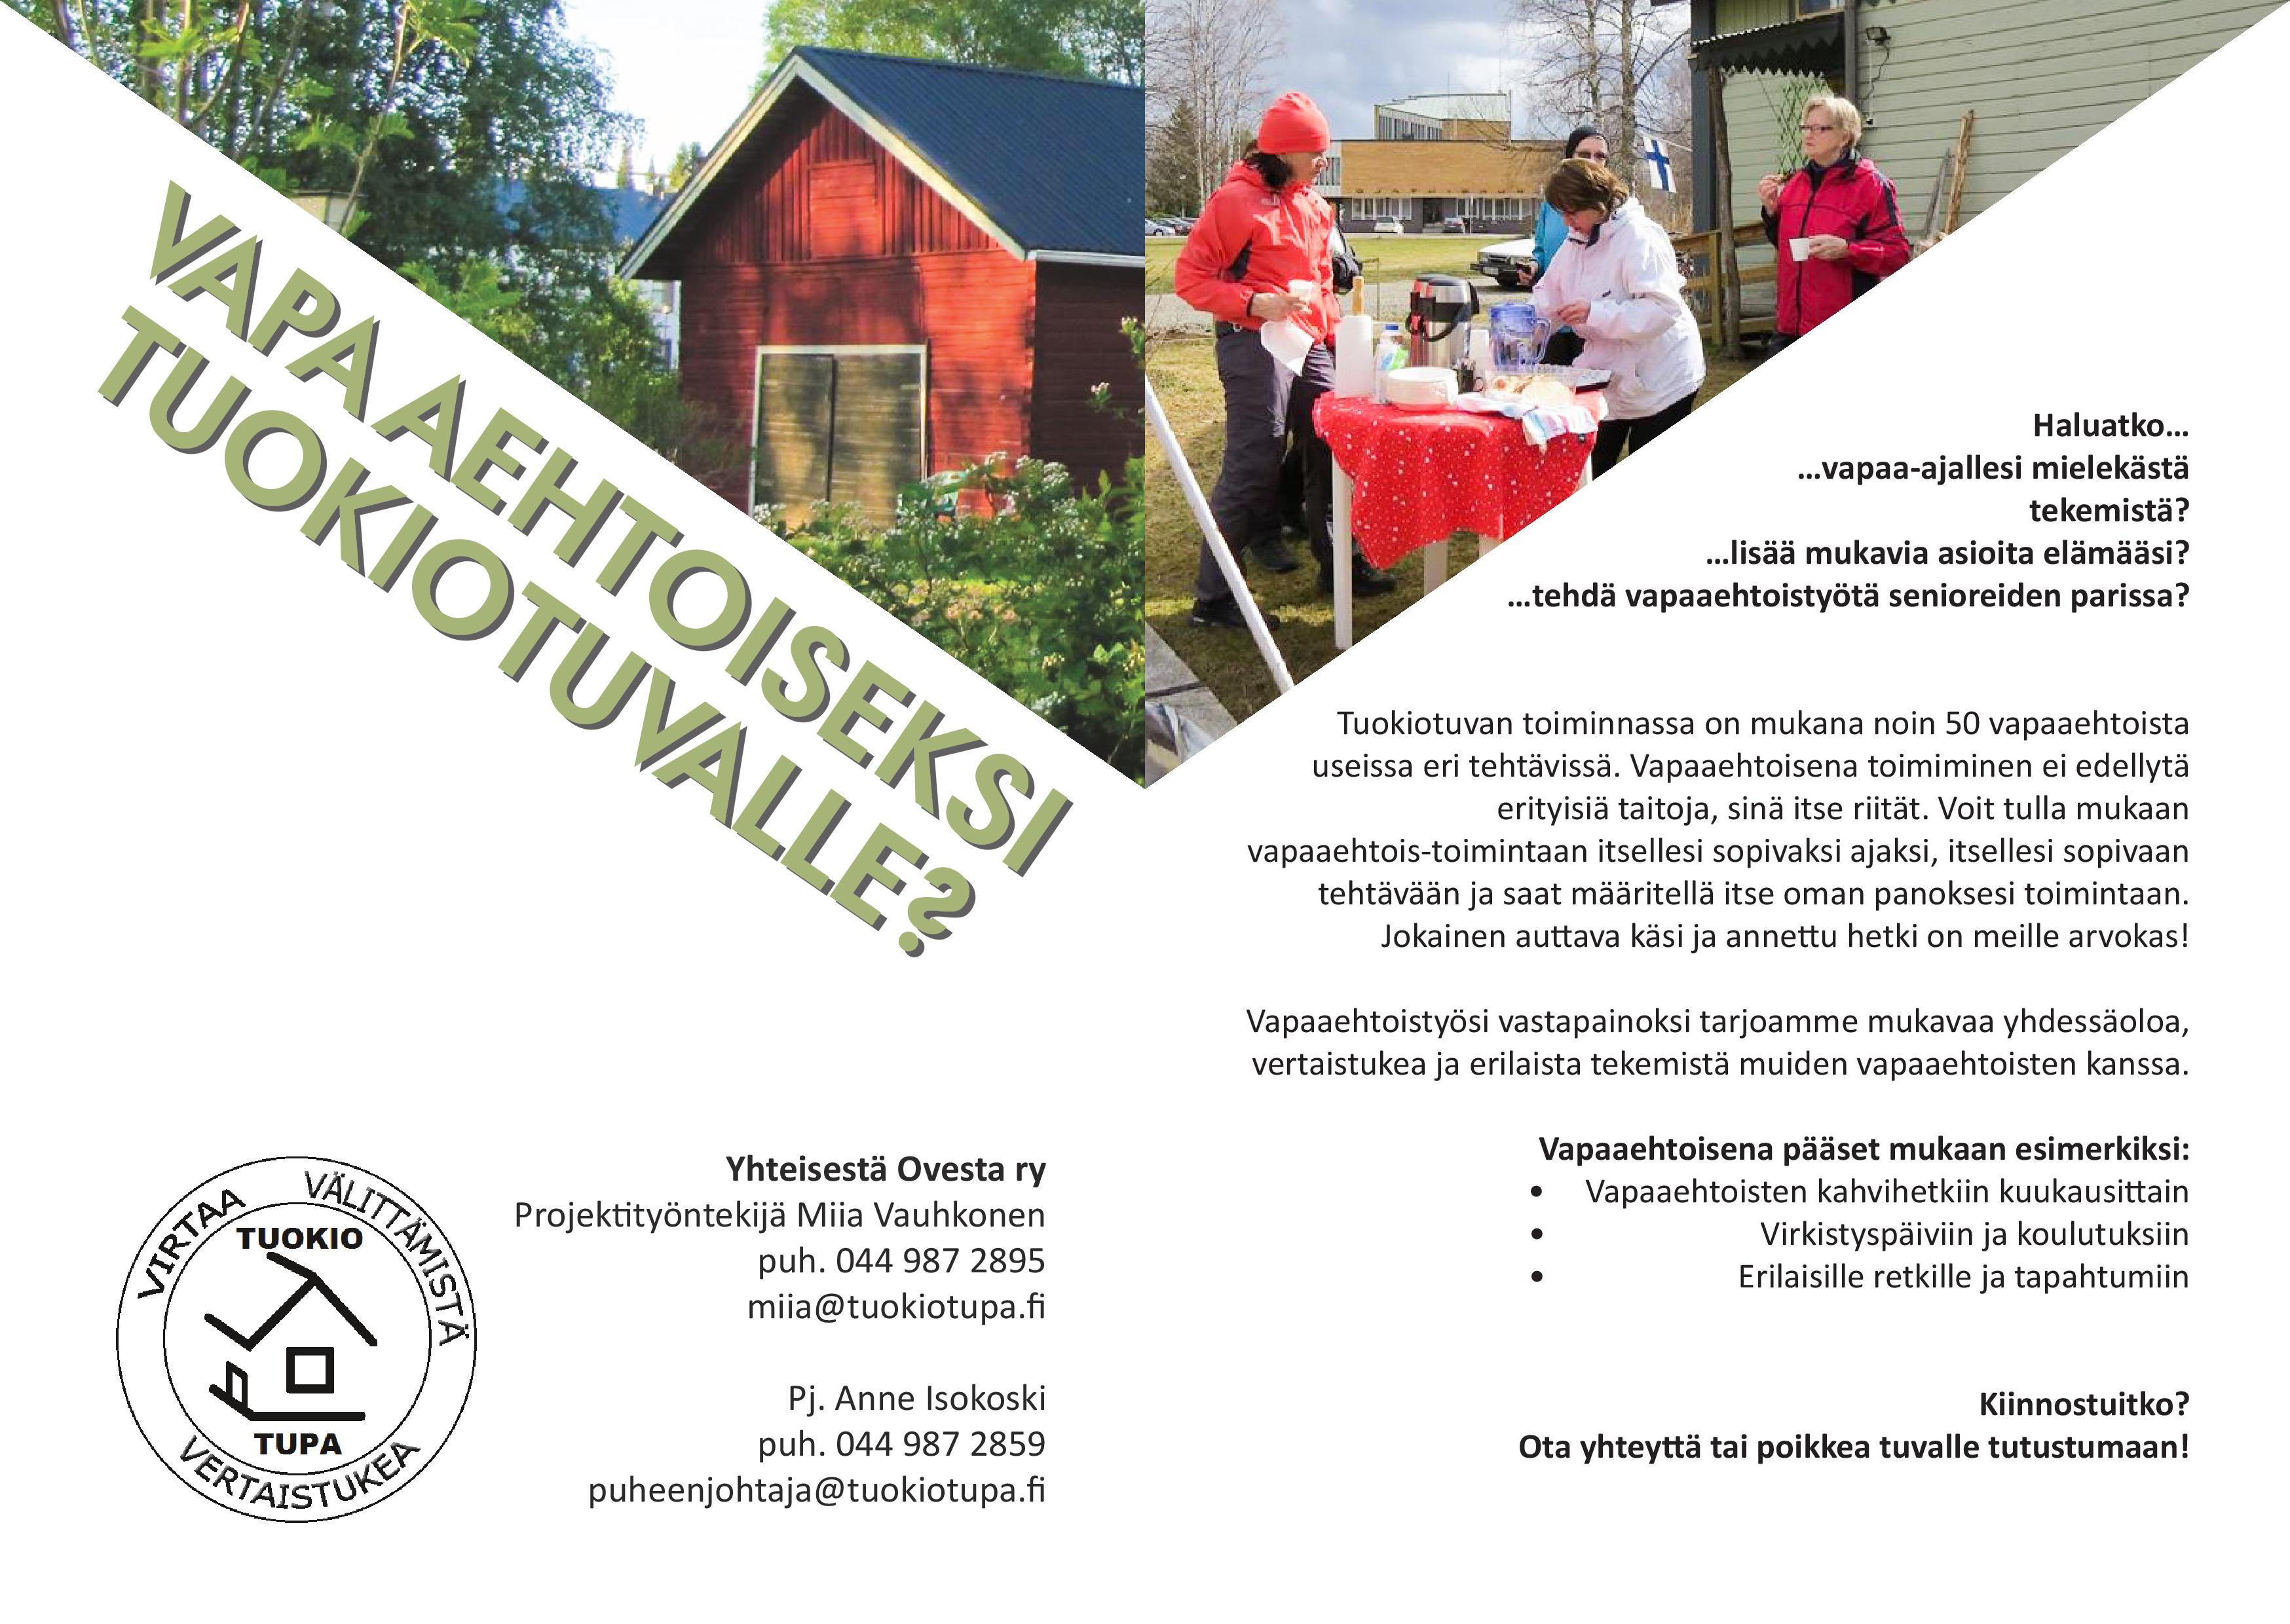 VAPAAEHTOISEKSI
TUOKIOTUVALLE?
Haluatko...
...vapaa-ajallesi mielekästä
tekemistä?
...lisää mukavia asioita elämääsi?
...tehdä vapaaehtoistyötä senioreiden parissa?
Tuokiotuvan toiminnassa on mukana noin 50 vapaaehtoista
useissa eri tehtävissä. Vapaaehtoisena toimiminen ei edellytä
erityisiä taitoja, sinä itse riität. Voit tulla mukaan
vapaaehtois-toimintaan itsellesi sopivaksi ajaksi, itsellesi sopivaan
tehtävään ja saat määritellä itse oman panoksesi toimintaan.
Jokainen auttava käsi ja annettu hetki on meille arvokas!
Vapaaehtoistyösi vastapainoksi tarjoamme mukavaa yhdessäoloa,
vertaistukea ja erilaista tekemistä muiden vapaaehtoisten kanssa.
Vapaaehtoisena pääset mukaan esimerkiksi:
• Vapaaehtoisten kahvihetkiin kuukausittain
• Virkistyspäiviin ja koulutuksiin
• Erilaisille retkille ja tapahtumiin
Kiinnostuitko?
Ota yhteyttä tai poikkea tuvalle tutustumaan!
VIRTAA VÄLITTÄMISTÄ
TUOKIO
TUPA
VERTAISTUKEA
Yhteisestä Ovesta ry
Projektityöntekijä Miia Vauhkonen
puh. 044 987 2895
miia@tuokiotupa.fi
Pj. Anne Isokoski
puh. 044 987 2859
puheenjohtaja@tuokiotupa.fi